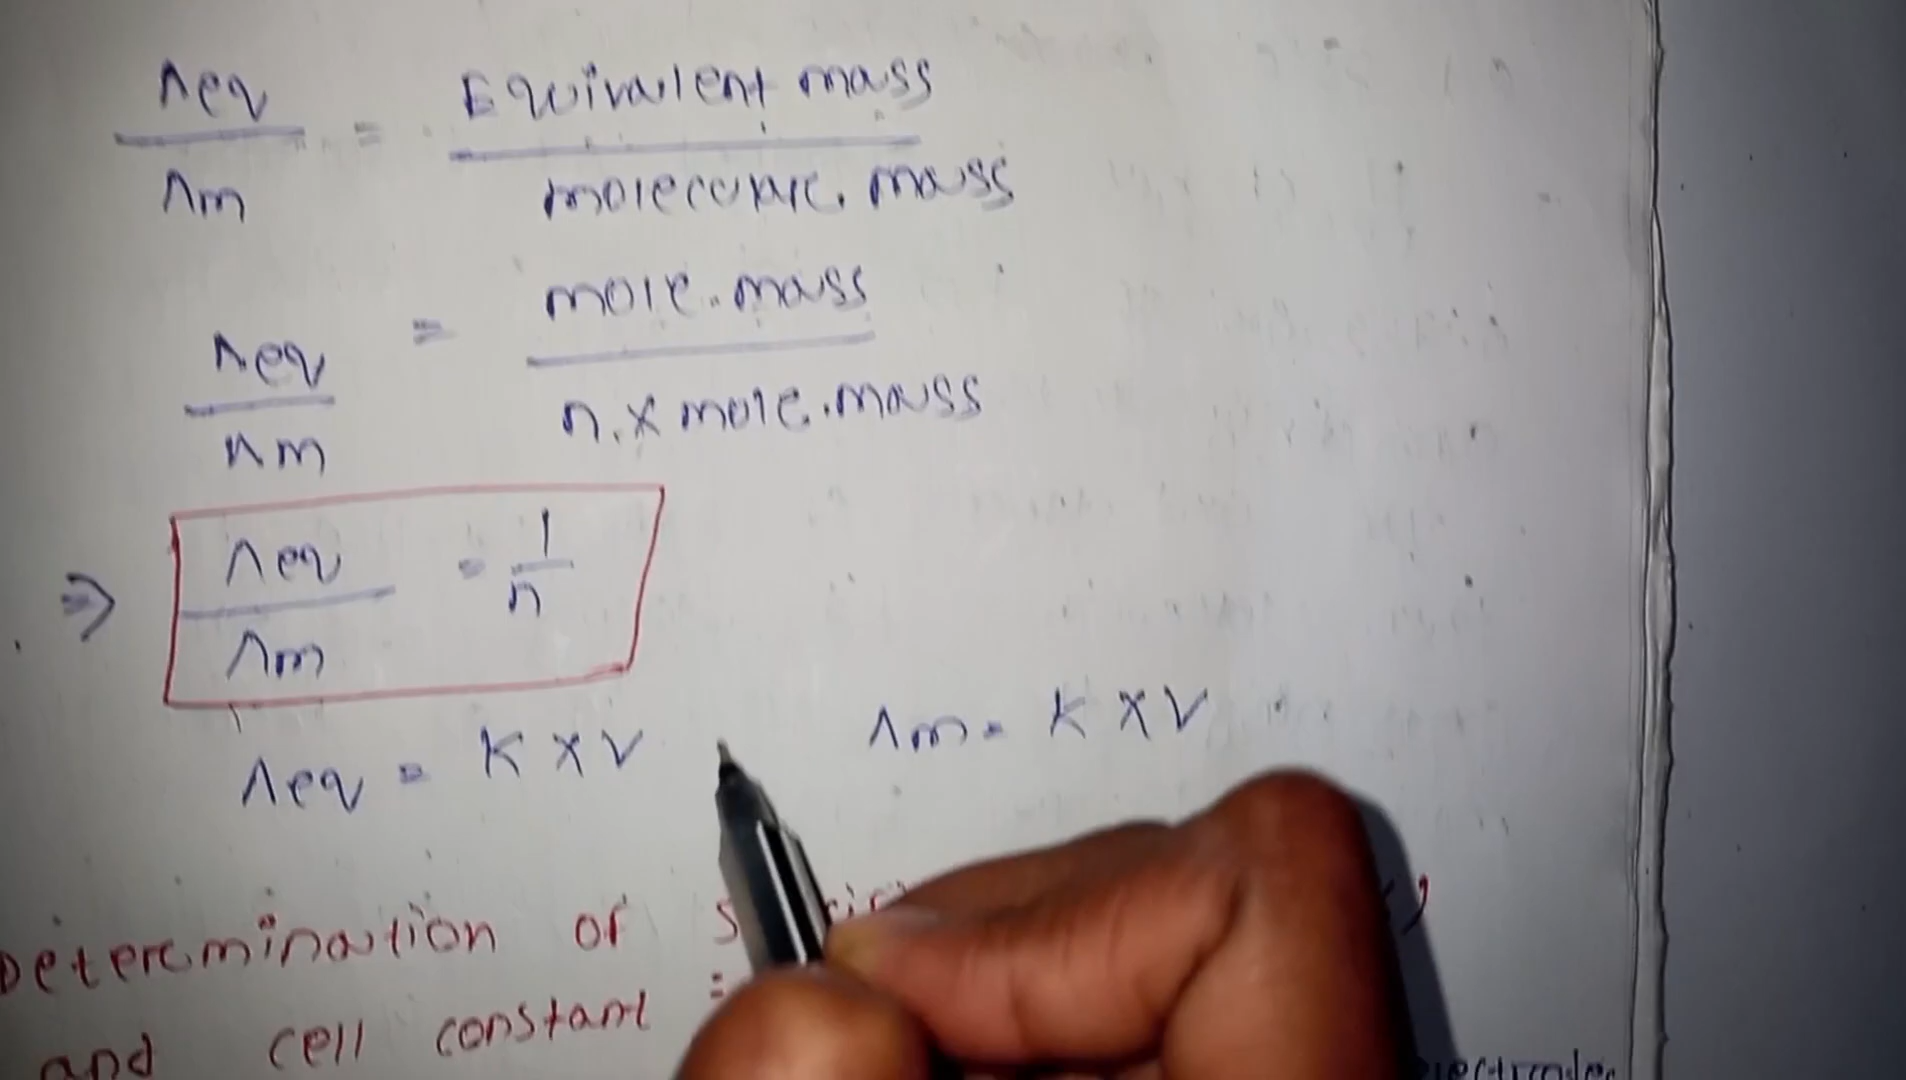 Λeq / Λm = Equivalent mass / molecular. mass
Λeq / Λm = mole. mass / n. x mole. mass
⇒ Λeq / Λm = 1 / n
Λeq = K x V Λm = K x V
Determination of
and cell constant :
electrodes